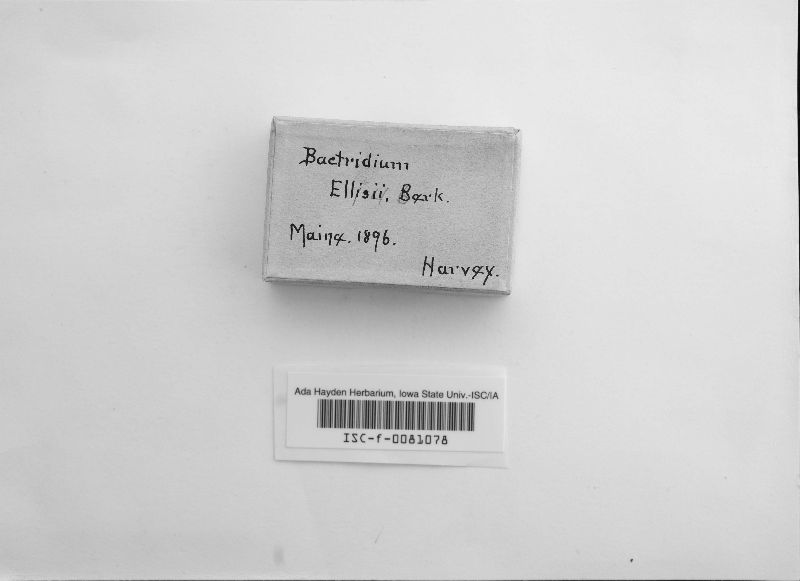 Bactridium
Ellisii, Berk.
Maine. 1896.
Harvey.
Ada Hayden Herbarium, Iowa State Univ.-ISC/IA
ISC-f-0081078